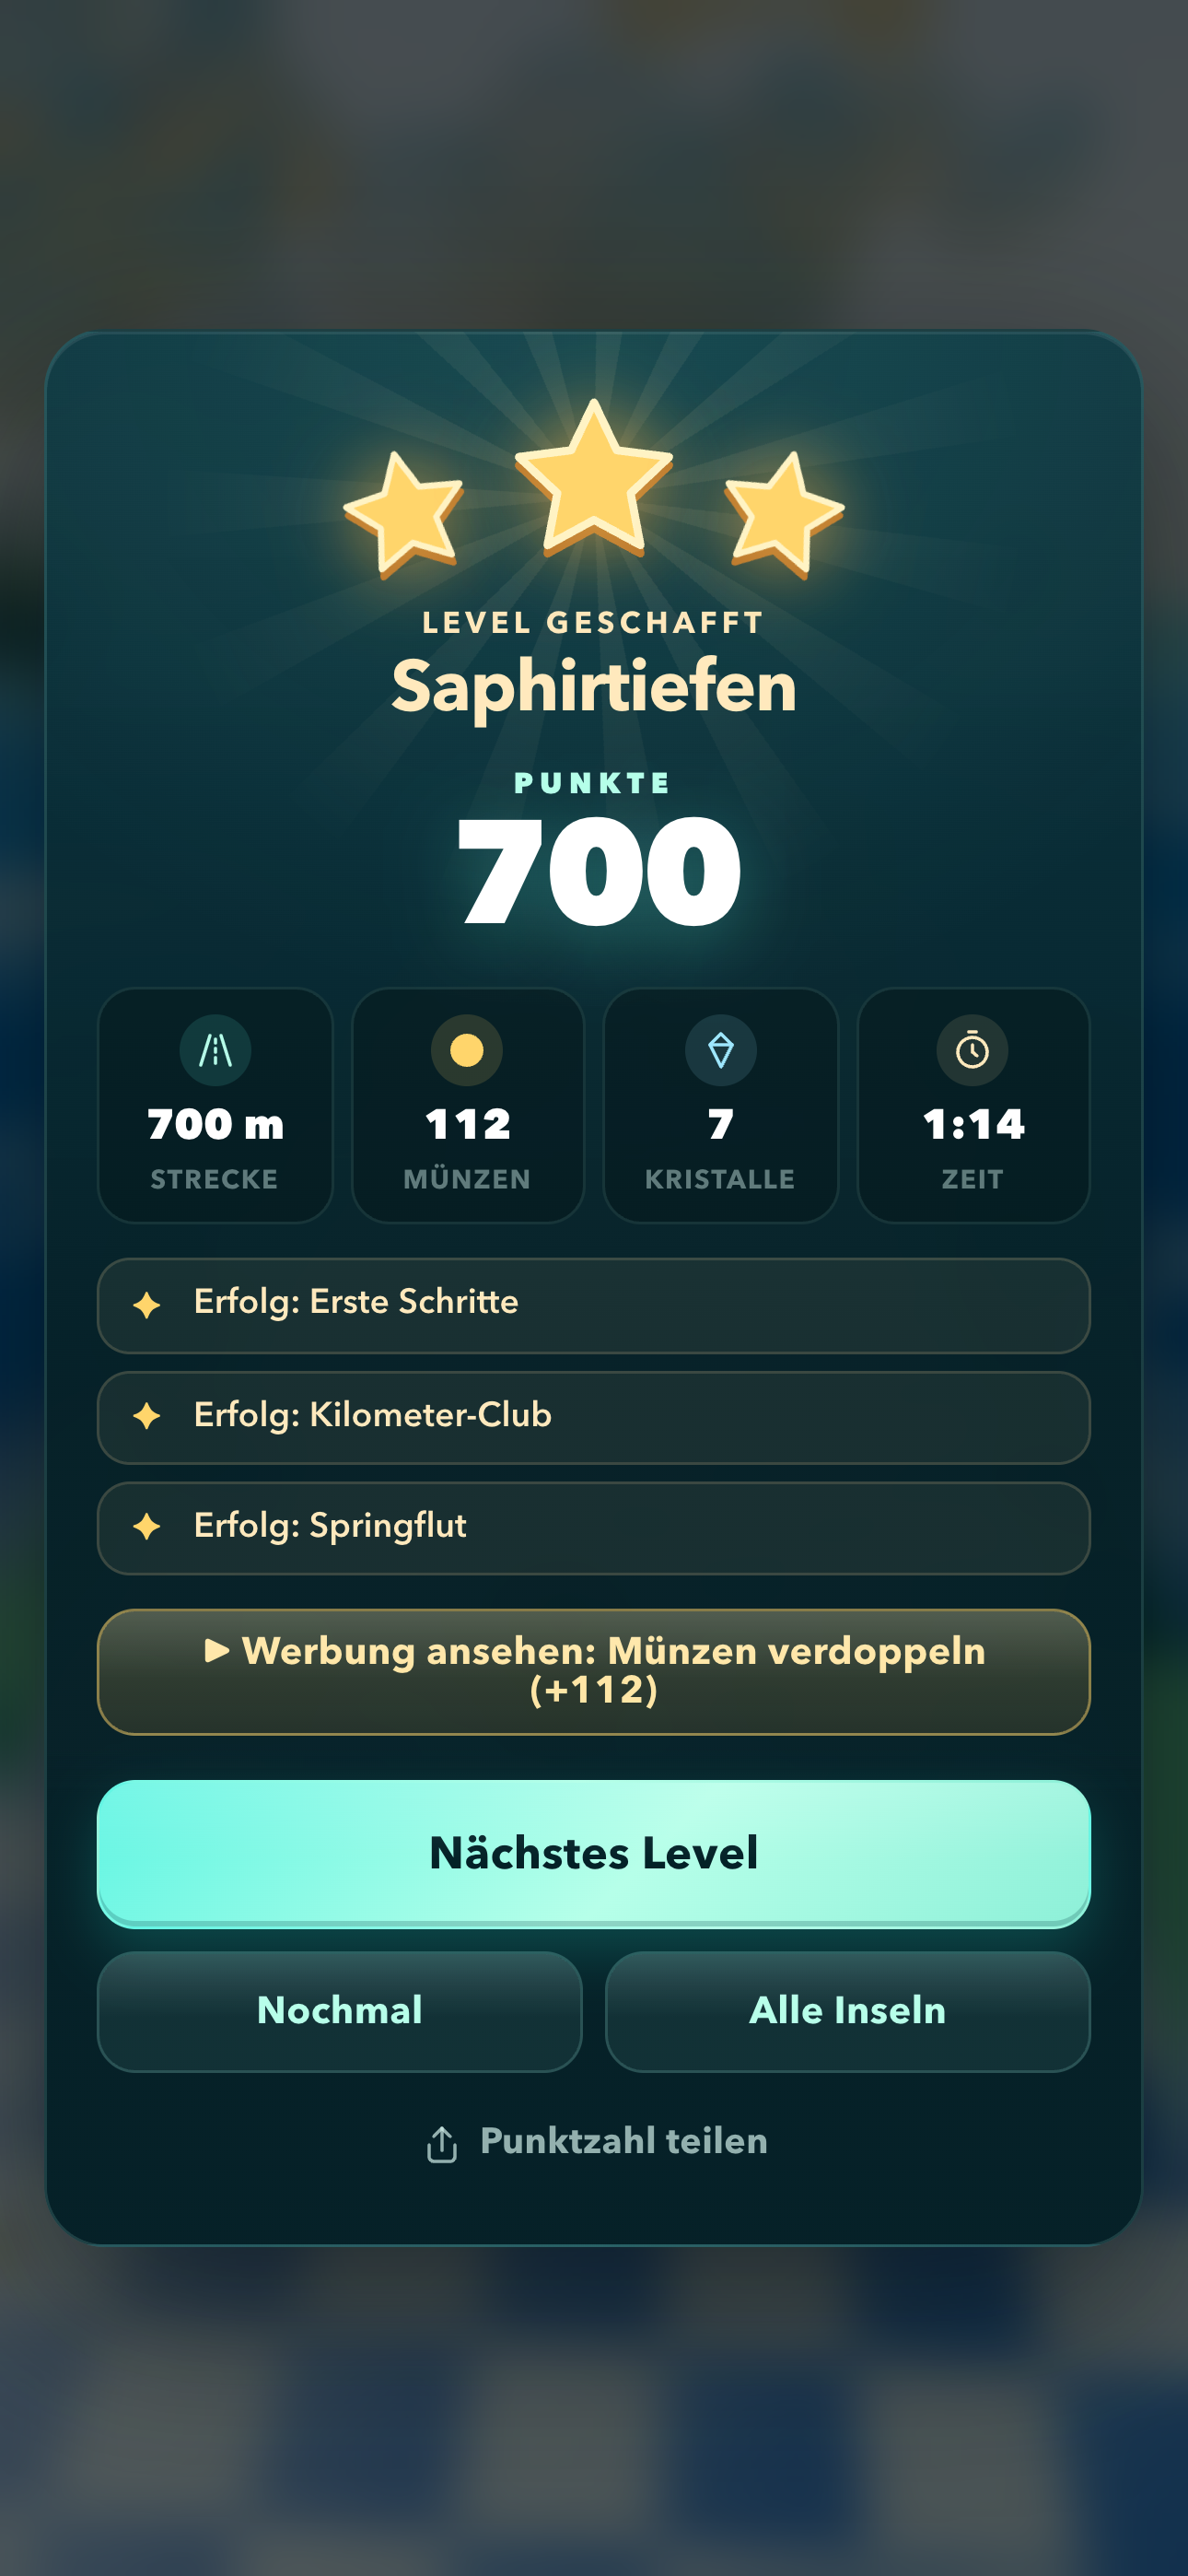 LEVEL GESCHAFFT
Saphirtiefen
PUNKTE
700
700 m
STRECKE
112
MÜNZEN
7
KRISTALLE
1:14
ZEIT
Erfolg: Erste Schritte
Erfolg: Kilometer-Club
Erfolg: Springflut
Werbung ansehen: Münzen verdoppeln
(+112)
Nächstes Level
Nochmal
Alle Inseln
Punktzahl teilen